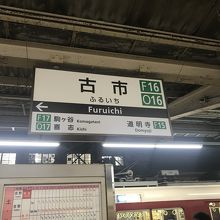 古市 F16
ふるいち O16
Furuichi
F17 駒ヶ谷 Komagatani
O17 喜志 Kishi
道明寺 F15
Domyoji